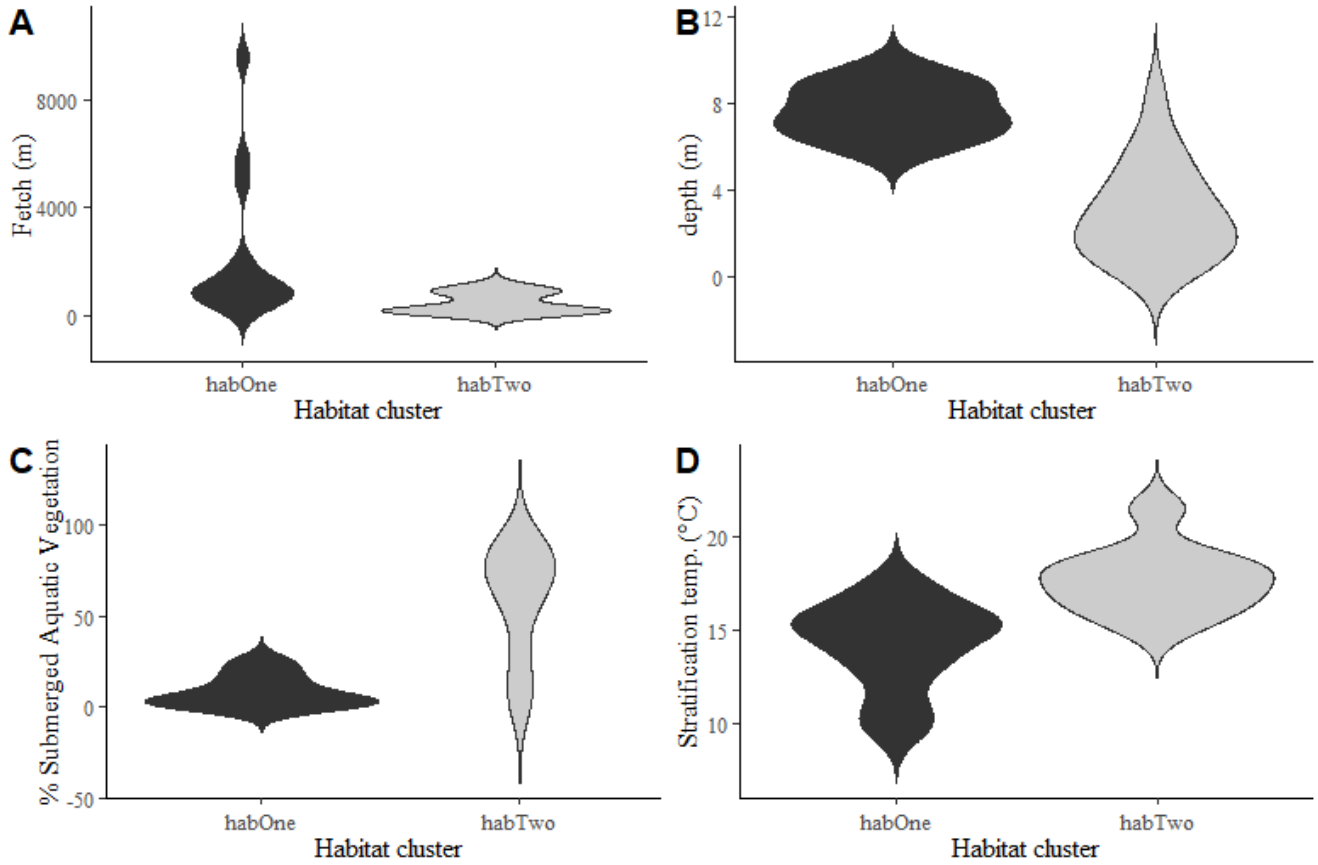 A
Fetch (m)
8000
4000
0
habOne habTwo
Habitat cluster
B
depth (m)
12
8
4
0
habOne habTwo
Habitat cluster
C
% Submerged Aquatic Vegetation
100
50
0
-50
habOne habTwo
Habitat cluster
D
Stratification temp. (°C)
20
15
10
habOne habTwo
Habitat cluster